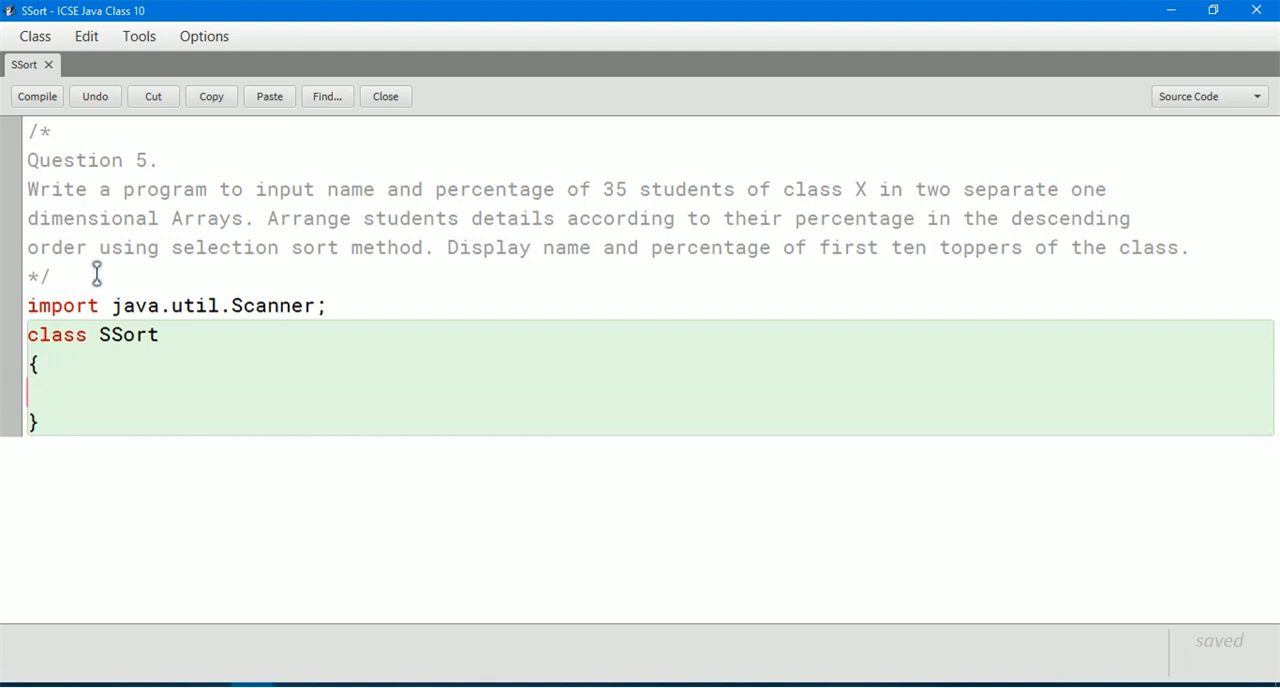 SSort - ICSE Java Class 10
Class Edit Tools Options
SSort ✕
Compile Undo Cut Copy Paste Find... Close Source Code
/*
Question 5.
Write a program to input name and percentage of 35 students of class X in two separate one
dimensional Arrays. Arrange students details according to their percentage in the descending
order using selection sort method. Display name and percentage of first ten toppers of the class.
*/
import java.util.Scanner;
class SSort
{
}
saved